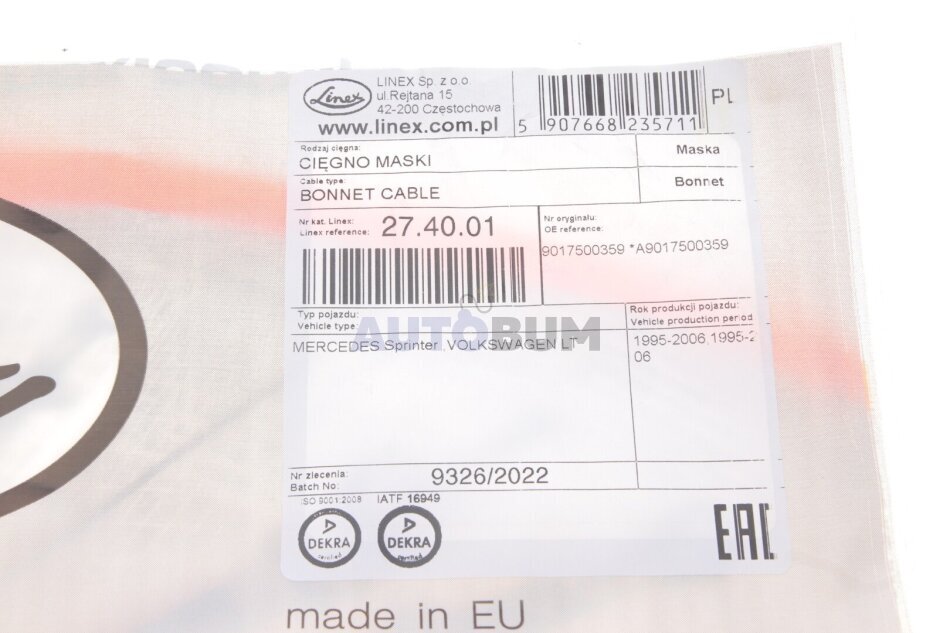 Linex
LINEX Sp. z o.o.
ul.Rejtana 15
42-200 Częstochowa
www.linex.com.pl
5 907668 235711
PL
Rodzaj cięgna:
CIĘGNO MASKI
Maska
Cable type:
BONNET CABLE
Bonnet
Nr kat. Linex:
Linex reference:
27.40.01
Nr oryginału:
OE reference:
9017500359 *A9017500359
Typ pojazdu:
Vehicle type:
Rok produkcji pojazdu:
Vehicle production period
AUTOBUM
MERCEDES Sprinter, VOLKSWAGEN LT
1995-2006,1995-2
06
Nr zlecenia:
Batch No:
9326/2022
ISO 9001:2008
IATF 16949
DEKRA
certified
DEKRA
certified
EAC
made in EU